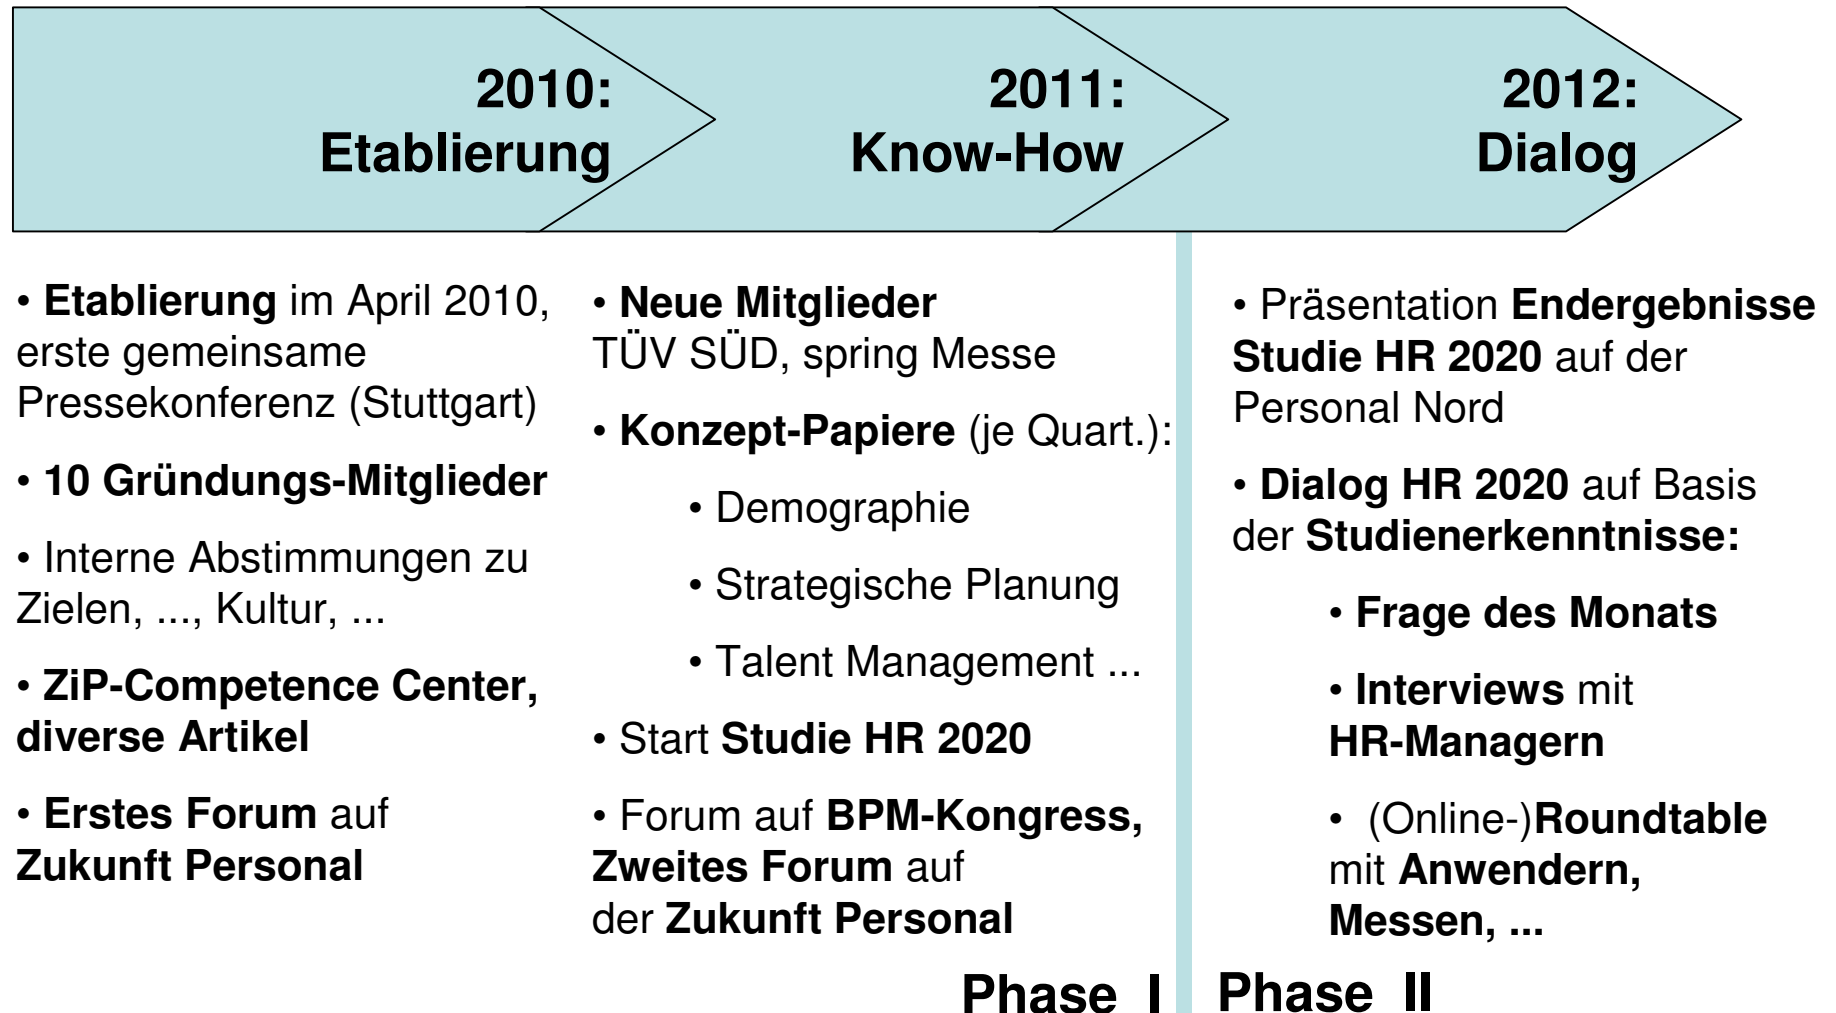 2010:
Etablierung
2011:
Know-How
2012:
Dialog
• Etablierung im April 2010,
erste gemeinsame
Pressekonferenz (Stuttgart)
• 10 Gründungs-Mitglieder
• Interne Abstimmungen zu
Zielen, ..., Kultur, ...
• ZiP-Competence Center,
diverse Artikel
• Erstes Forum auf
Zukunft Personal
• Neue Mitglieder
TÜV SÜD, spring Messe
• Konzept-Papiere (je Quart.):
• Demographie
• Strategische Planung
• Talent Management ...
• Start Studie HR 2020
• Forum auf BPM-Kongress,
Zweites Forum auf
der Zukunft Personal
• Präsentation Endergebnisse
Studie HR 2020 auf der
Personal Nord
• Dialog HR 2020 auf Basis
der Studienerkenntnisse:
• Frage des Monats
• Interviews mit
HR-Managern
• (Online-)Roundtable
mit Anwendern,
Messen, ...
Phase I
Phase II